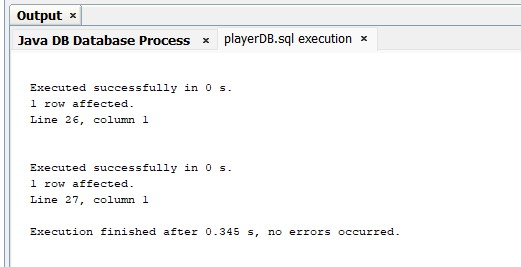 Output ×
Java DB Database Process × playerDB.sql execution ×
Executed successfully in 0 s.
1 row affected.
Line 26, column 1
Executed successfully in 0 s.
1 row affected.
Line 27, column 1
Execution finished after 0.345 s, no errors occurred.